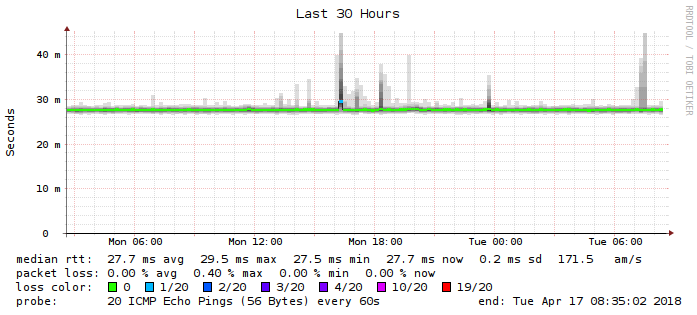 Last 30 Hours
RRDTOOL / TOBI OETIKER
Seconds
40 m
30 m
20 m
10 m
0
Mon 06:00 Mon 12:00 Mon 18:00 Tue 00:00 Tue 06:00
median rtt: 27.7 ms avg 29.5 ms max 27.5 ms min 27.7 ms now 0.2 ms sd 171.5 am/s
packet loss: 0.00 % avg 0.40 % max 0.00 % min 0.00 % now
loss color: 0 1/20 2/20 3/20 4/20 10/20 19/20
probe: 20 ICMP Echo Pings (56 Bytes) every 60s end: Tue Apr 17 08:35:02 2018